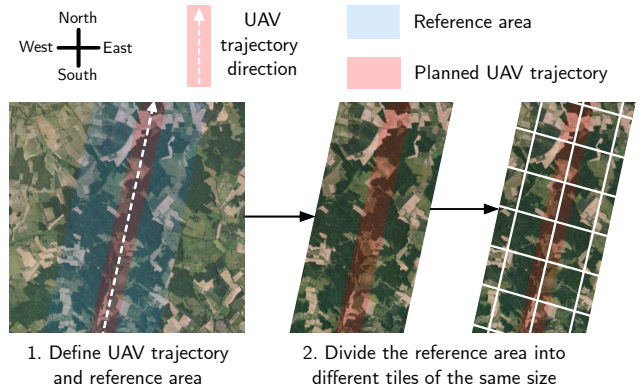 North
West East
South
UAV
trajectory
direction
Reference area
Planned UAV trajectory
1. Define UAV trajectory
and reference area
2. Divide the reference area into
different tiles of the same size